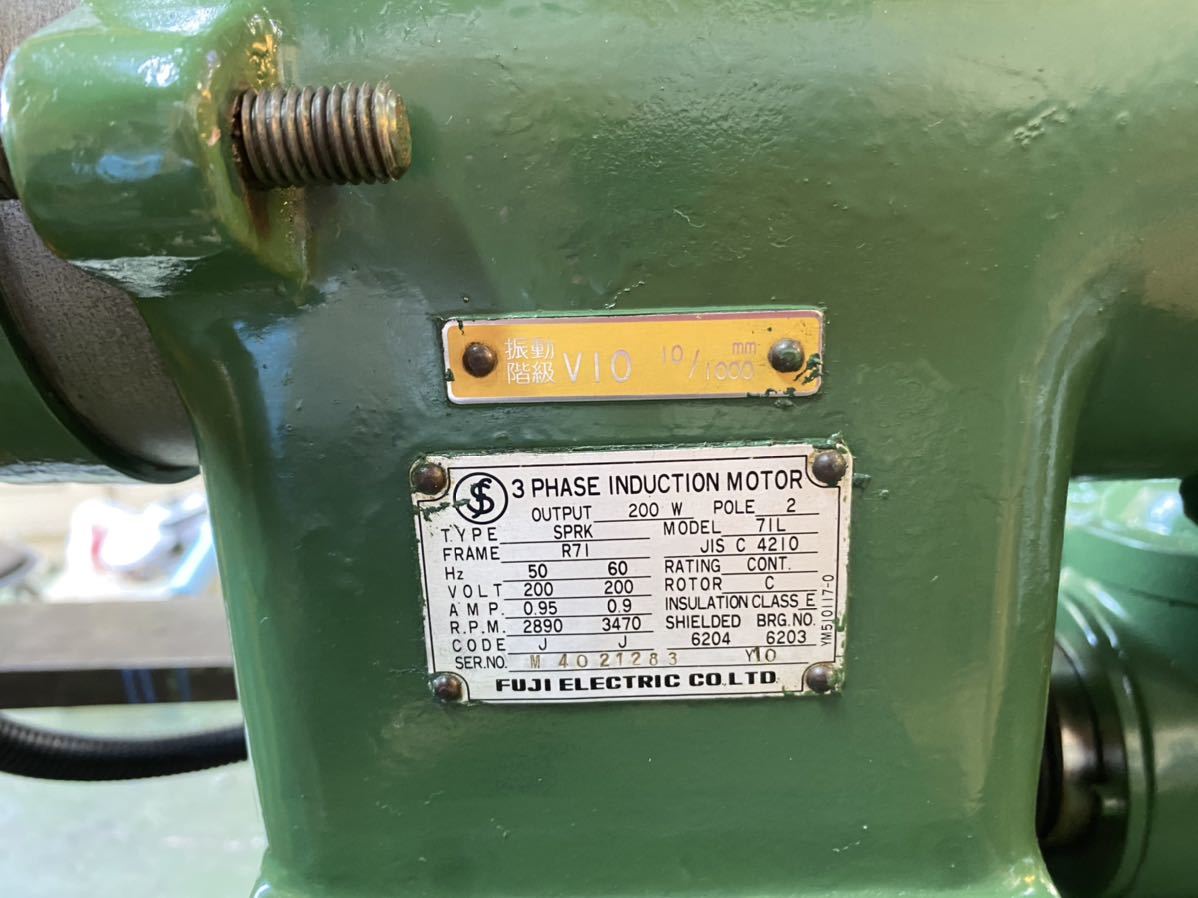 振動 階級 V10 10/1000 mm
3 PHASE INDUCTION MOTOR
OUTPUT 200 W POLE 2
TYPE SPRK MODEL 71L
FRAME R71 JIS C 4210
Hz 50 60 RATING CONT.
VOLT 200 200 ROTOR C
AMP. 0.95 0.9 INSULATION CLASS E
R.P.M. 2890 3470 SHIELDED BRG.NO.
CODE J J 6204 6203
SER.NO. M 4021283 Y10
FUJI ELECTRIC CO.,LTD.
YM510117-0